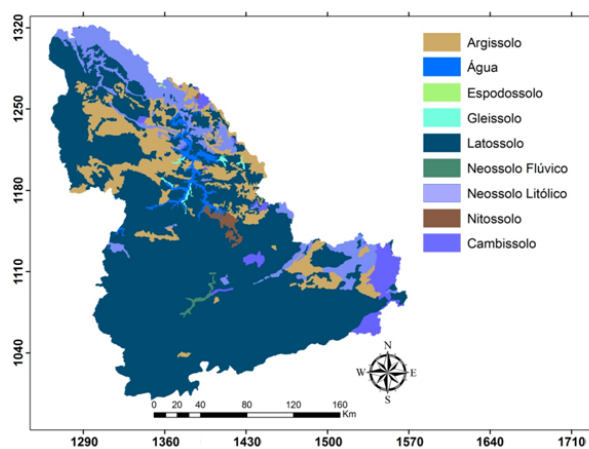 1320
1250
1180
1110
1040
Argissolo
Água
Espodossolo
Gleissolo
Latossolo
Neossolo Flúvico
Neossolo Litólico
Nitossolo
Cambissolo
N
W E
S
0 10 20 40 80 120 160
Km
1290 1360 1430 1500 1570 1640 1710